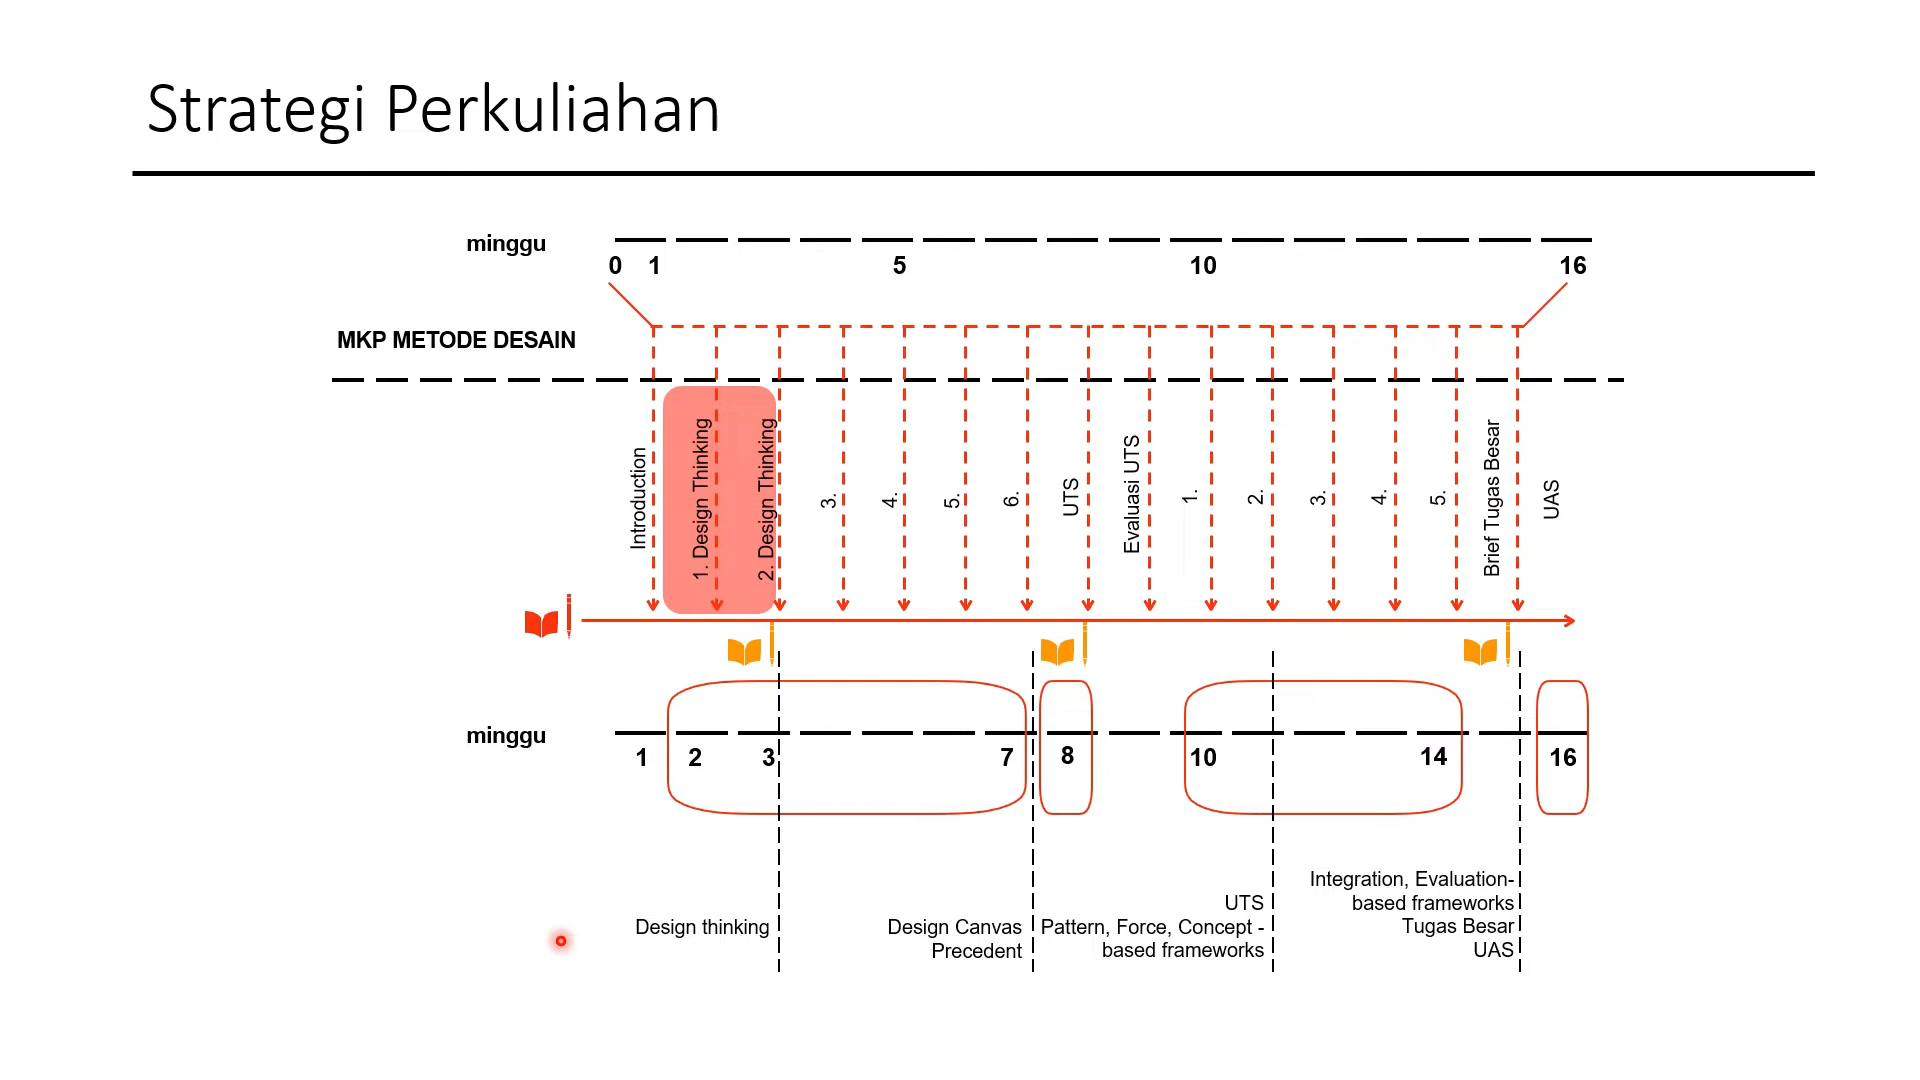 Strategi Perkuliahan
minggu
0 1 5 10 16
MKP METODE DESAIN
Introduction
1. Design Thinking
2. Design Thinking
3.
4.
5.
6.
UTS
Evaluasi UTS
1.
2.
3.
4.
5.
Brief Tugas Besar
UAS
minggu
1 2 3 7 8 10 14 16
Design thinking
Design Canvas
Precedent
UTS
Pattern, Force, Concept -
based frameworks
Integration, Evaluation-
based frameworks
Tugas Besar
UAS